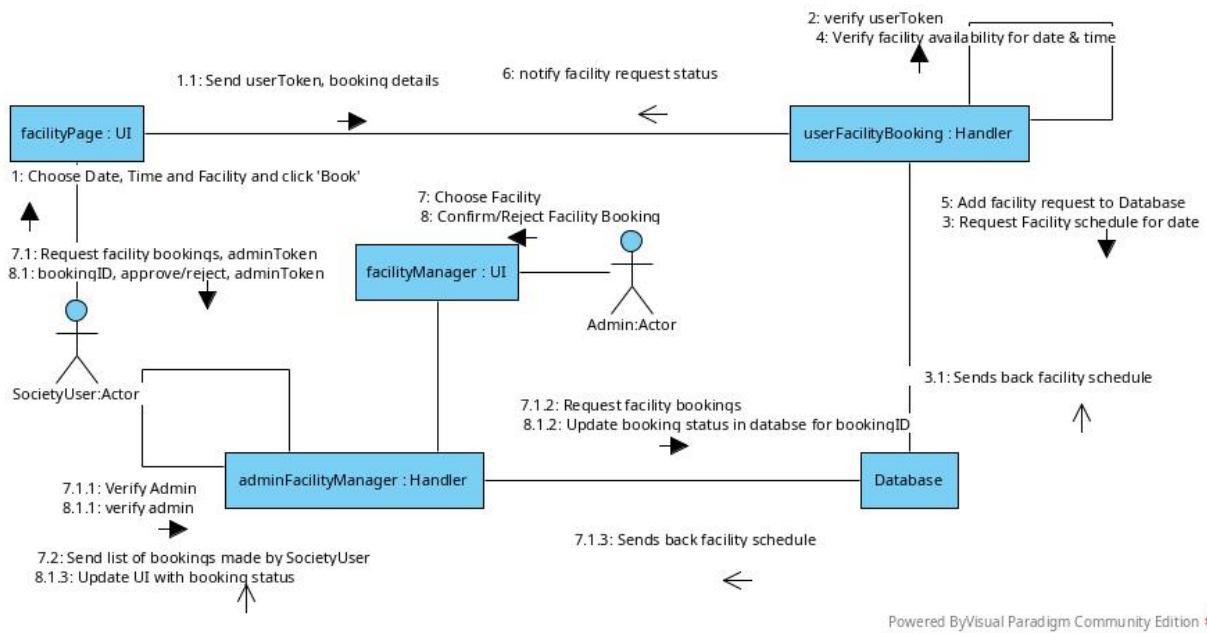 2: verify userToken
4: Verify facility availability for date & time
1.1: Send userToken, booking details
6: notify facility request status
facilityPage : UI
userFacilityBooking : Handler
1: Choose Date, Time and Facility and click 'Book'
7: Choose Facility
8: Confirm/Reject Facility Booking
5: Add facility request to Database
3: Request Facility schedule for date
7.1: Request facility bookings, adminToken
8.1: bookingID, approve/reject, adminToken
facilityManager : UI
Admin:Actor
SocietyUser:Actor
3.1: Sends back facility schedule
7.1.2: Request facility bookings
8.1.2: Update booking status in databse for bookingID
adminFacilityManager : Handler
Database
7.1.1: Verify Admin
8.1.1: verify admin
7.1.3: Sends back facility schedule
7.2: Send list of bookings made by SocietyUser
8.1.3: Update UI with booking status
Powered ByVisual Paradigm Community Edition